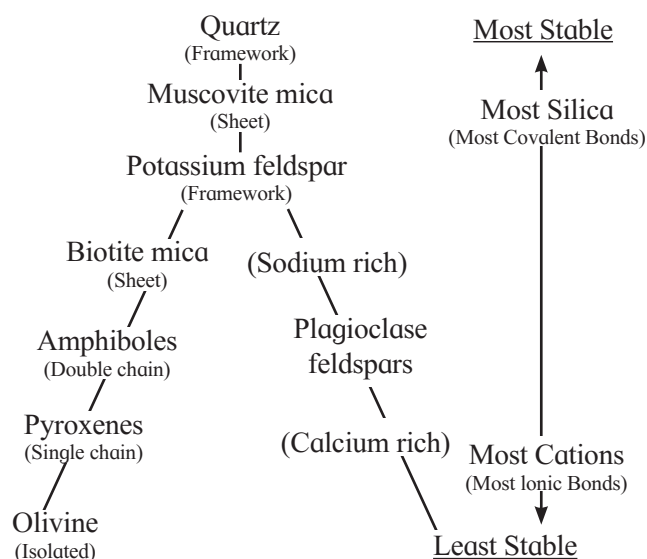 Quartz
(Framework)
Muscovite mica
(Sheet)
Potassium feldspar
(Framework)
Biotite mica
(Sheet)
Amphiboles
(Double chain)
Pyroxenes
(Single chain)
Olivine
(Isolated)
(Sodium rich)
Plagioclase
feldspars
(Calcium rich)
Most Stable
Most Silica
(Most Covalent Bonds)
Most Cations
(Most Ionic Bonds)
Least Stable